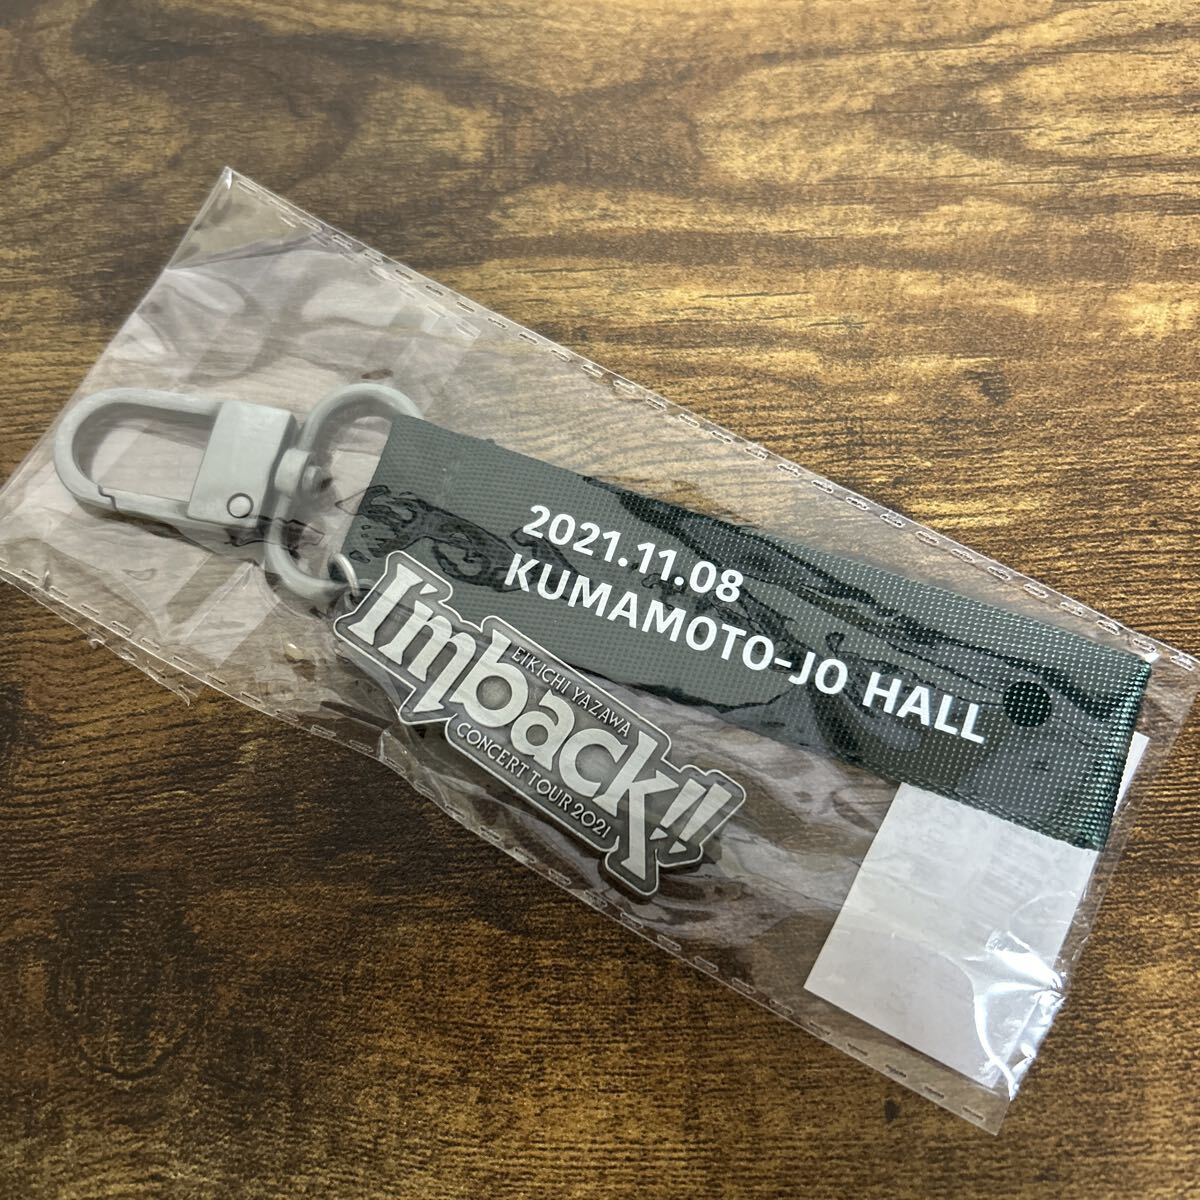 2021.11.08
KUMAMOTO-JO HALL
I'm back!!
EIKICHI YAZAWA
CONCERT TOUR 2021